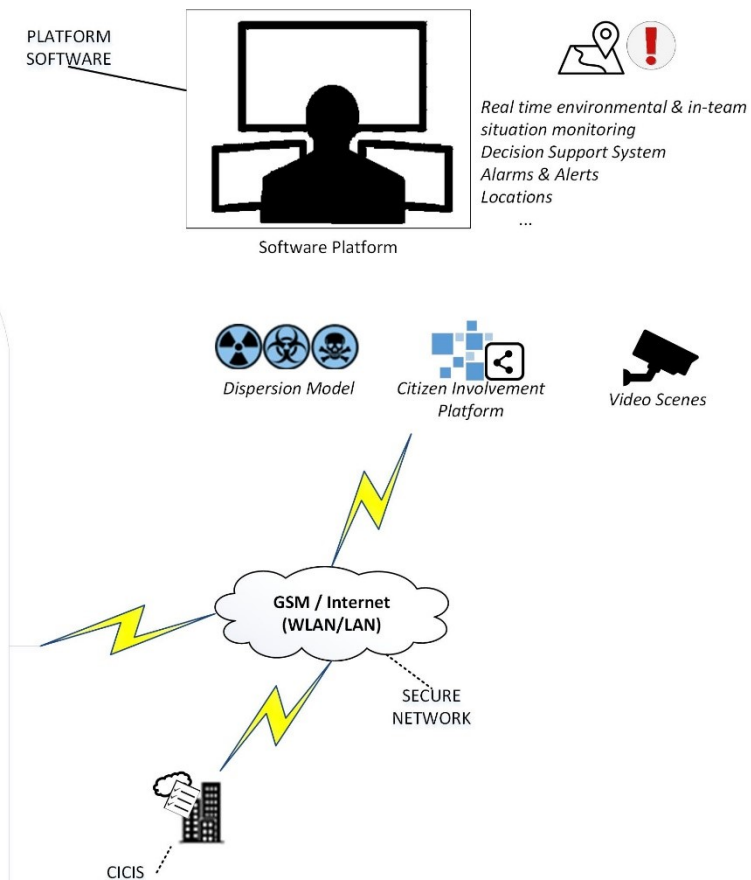 PLATFORM
SOFTWARE
Real time environmental & in-team
situation monitoring
Decision Support System
Alarms & Alerts
Locations
...
Software Platform
Dispersion Model
Citizen Involvement
Platform
Video Scenes
GSM / Internet
(WLAN/LAN)
SECURE
NETWORK
CICIS